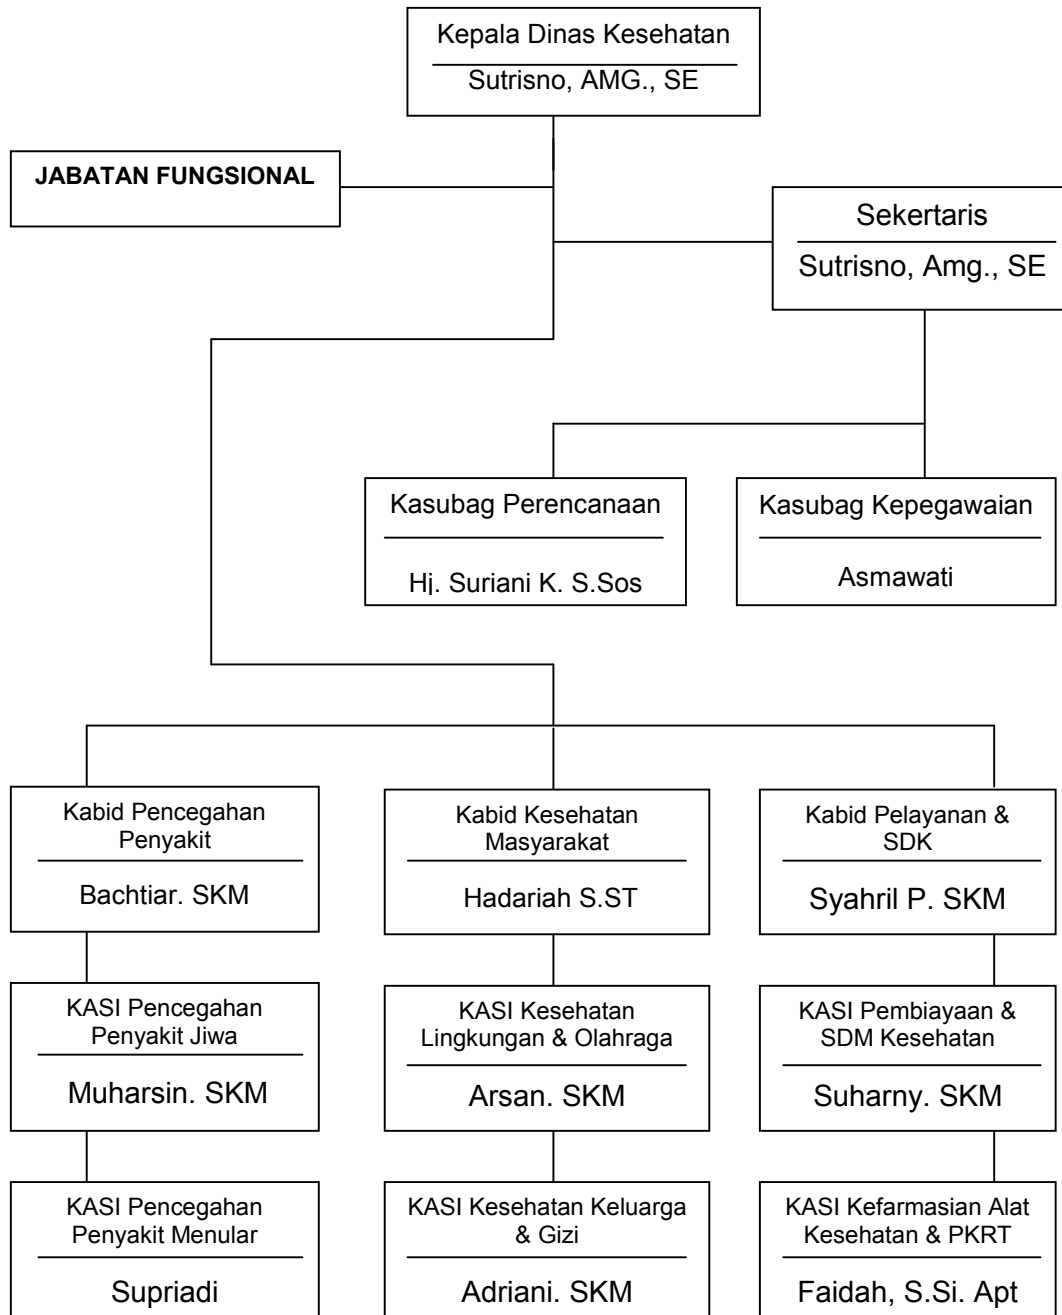 Kepala Dinas Kesehatan
Sutrisno, AMG., SE
JABATAN FUNGSIONAL
Sekertaris
Sutrisno, Amg., SE
Kasubag Perencanaan
Hj. Suriani K. S.Sos
Kasubag Kepegawaian
Asmawati
Kabid Pencegahan
Penyakit
Bachtiar. SKM
Kabid Kesehatan
Masyarakat
Hadariah S.ST
Kabid Pelayanan &
SDK
Syahril P. SKM
KASI Pencegahan
Penyakit Jiwa
Muharsin. SKM
KASI Kesehatan
Lingkungan & Olahraga
Arsan. SKM
KASI Pembiayaan &
SDM Kesehatan
Suharny. SKM
KASI Pencegahan
Penyakit Menular
Supriadi
KASI Kesehatan Keluarga
& Gizi
Adriani. SKM
KASI Kefarmasian Alat
Kesehatan & PKRT
Faidah, S.Si. Apt